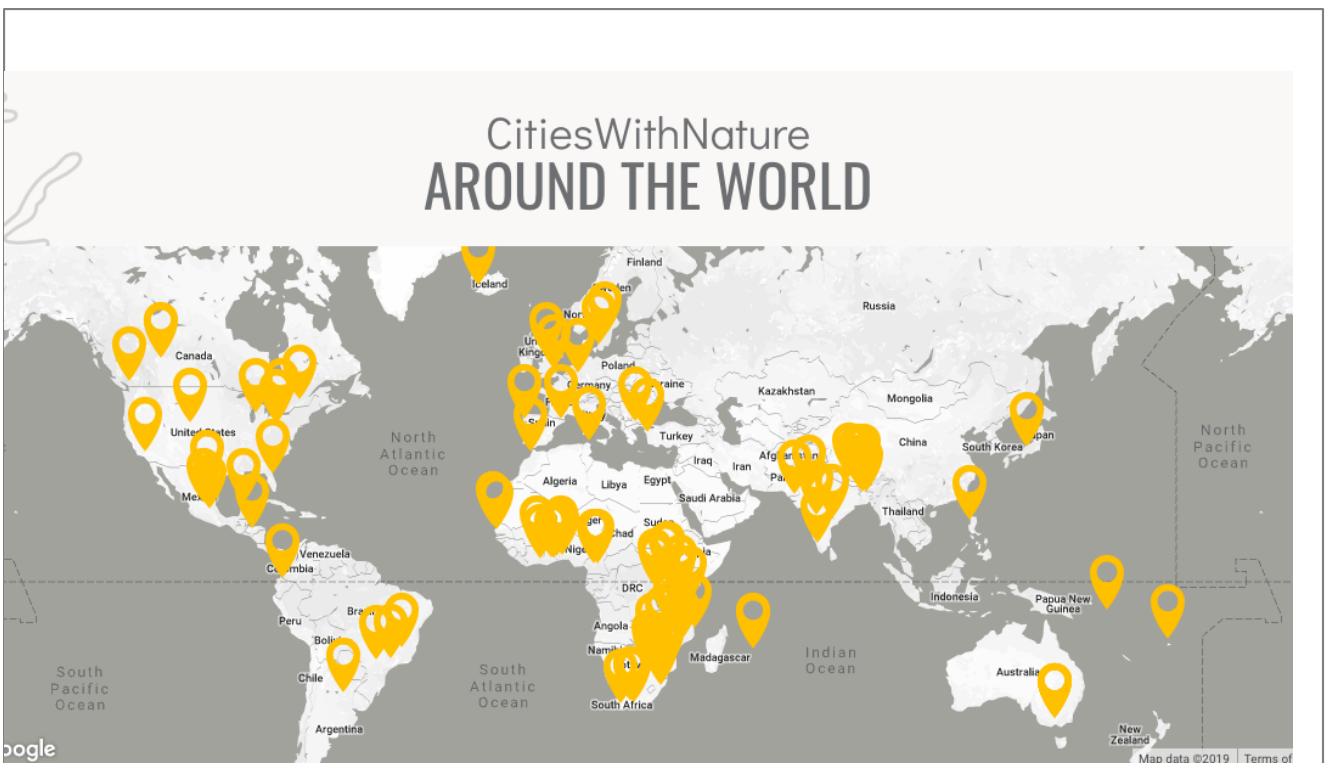 CitiesWithNature
AROUND THE WORLD
Finland
Iceland
Russia
Canada
Poland
Germany
Kazakhstan
Mongolia
United States
North
Atlantic
Ocean
Turkey
China
South Korea
North
Pacific
Ocean
Iraq
Iran
Algeria
Libya
Egypt
Saudi Arabia
Thailand
Venezuela
Colombia
DRC
Indonesia
Papua New
Guinea
Peru
Angola
Madagascar
Indian
Ocean
South
Pacific
Ocean
Chile
South
Atlantic
Ocean
Australia
South Africa
Argentina
New
Zealand
Map data ©2019
Terms of